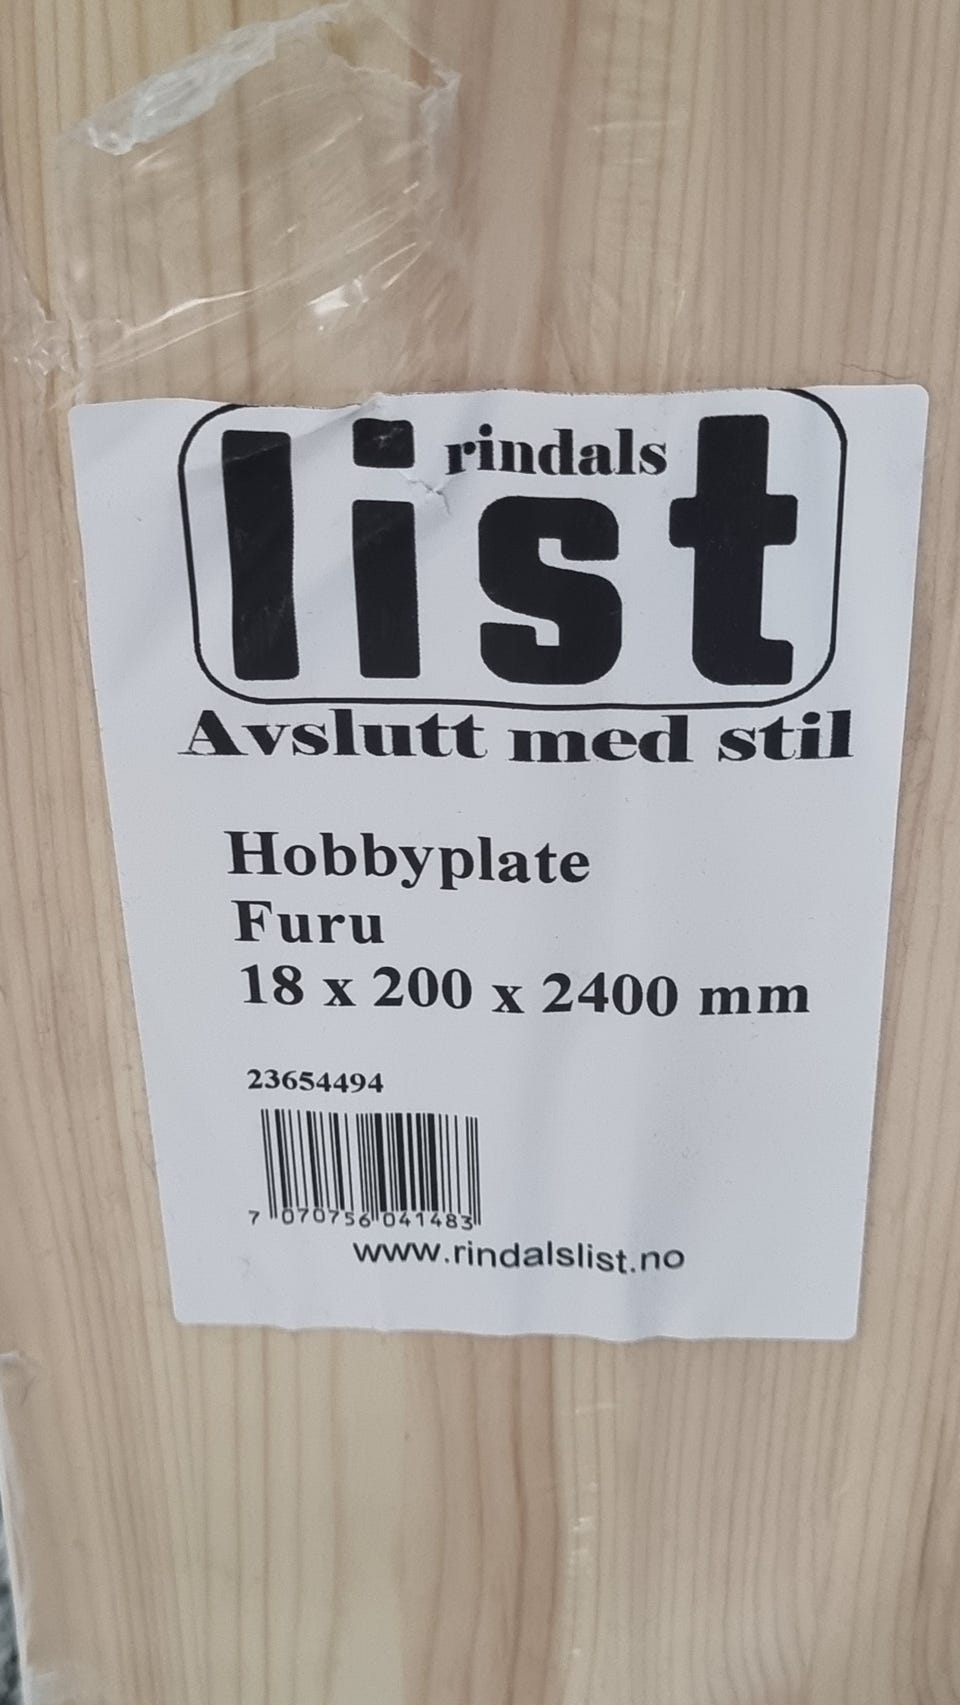 rindals
list
Avslutt med stil
Hobbyplate
Furu
18 x 200 x 2400 mm
23654494
7 070756 041483
www.rindalslist.no